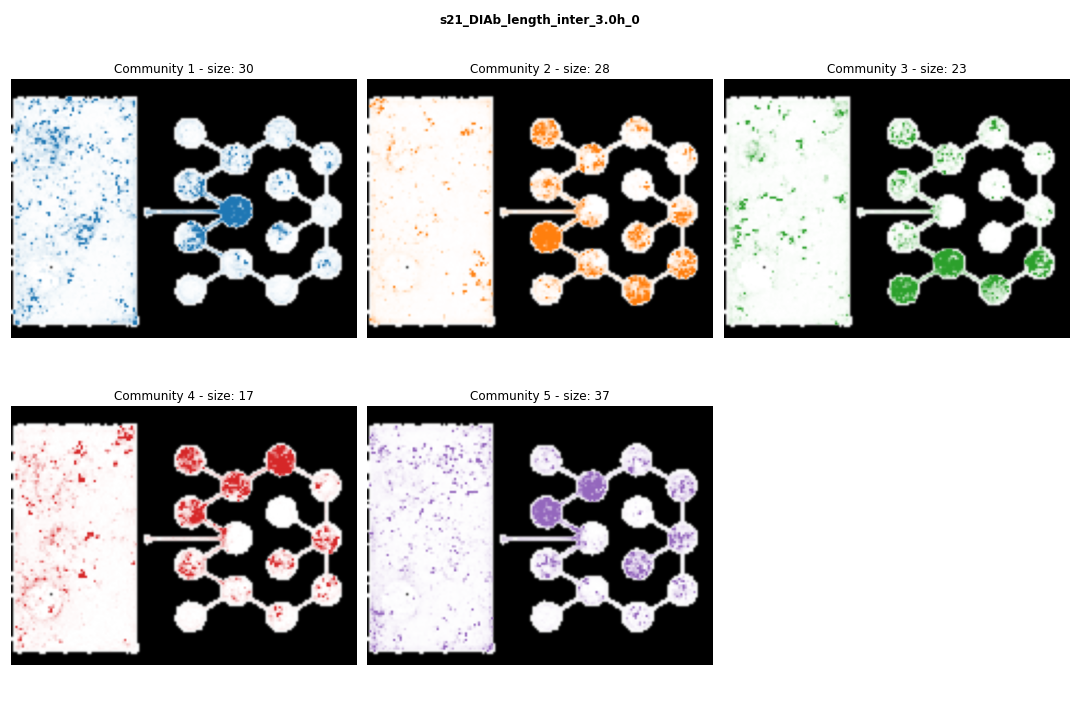 s21_DIAb_length_inter_3.0h_0
Community 1 - size: 30
Community 2 - size: 28
Community 3 - size: 23
Community 4 - size: 17
Community 5 - size: 37